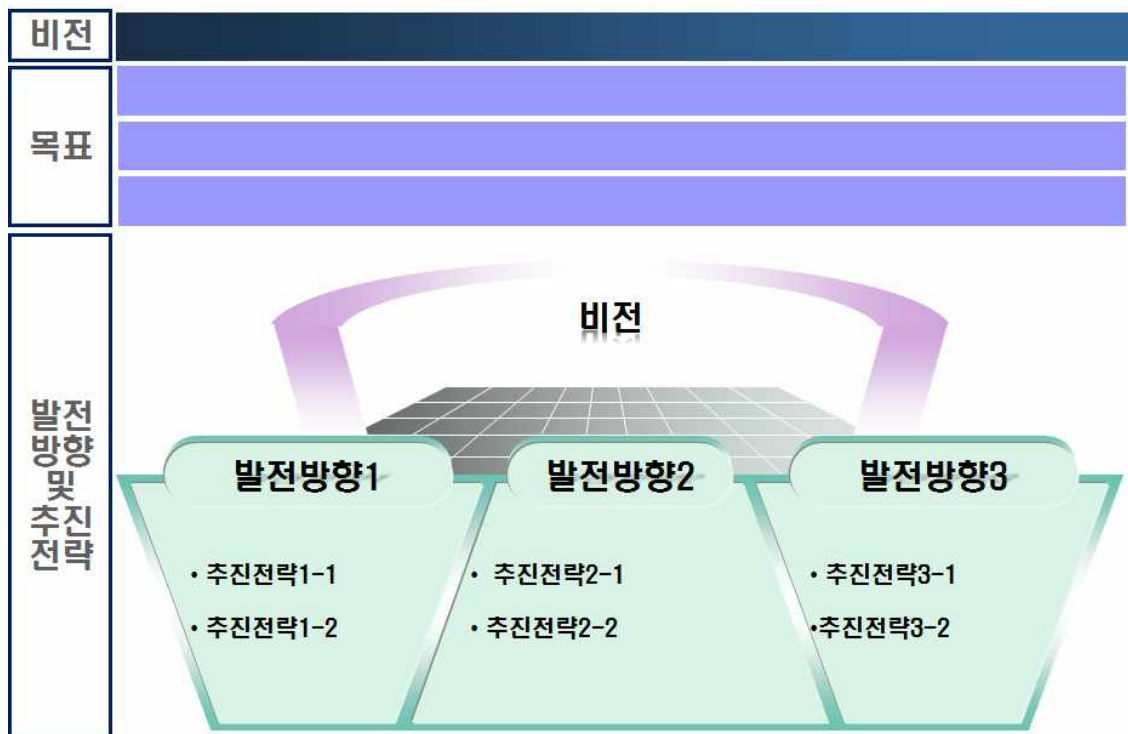 비전
목표
발전
방향
및
추진
전략
비전
발전방향1
발전방향2
발전방향3
• 추진전략1-1
• 추진전략1-2
• 추진전략2-1
• 추진전략2-2
• 추진전략3-1
•추진전략3-2